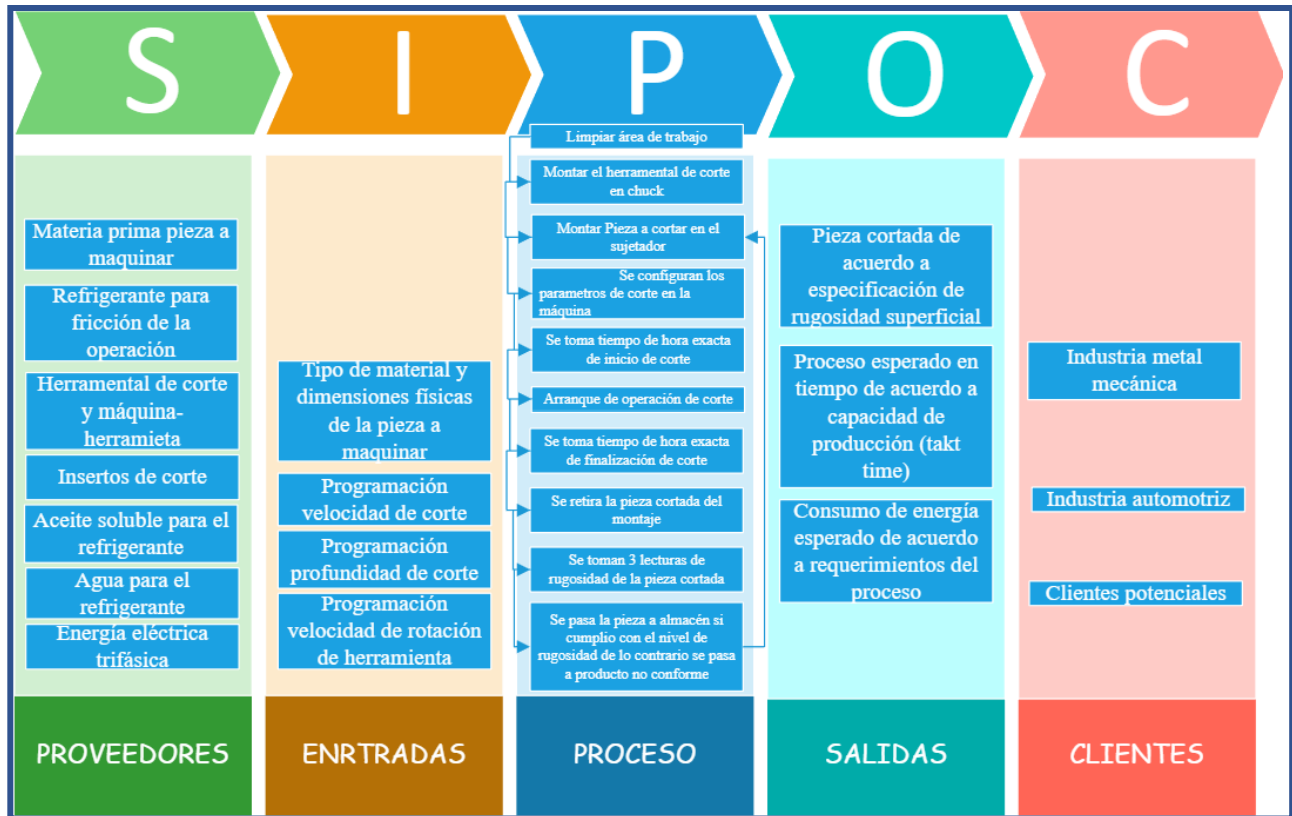 S
I
P
O
C
Materia prima pieza a
maquinar
Refrigerante para
fricción de la
operación
Herramental de corte
y máquina-
herramieta
Insertos de corte
Aceite soluble para el
refrigerante
Agua para el
refrigerante
Energía eléctrica
trifásica
PROVEEDORES
Tipo de material y
dimensiones físicas
de la pieza a
maquinar
Programación
velocidad de corte
Programación
profundidad de corte
Programación
velocidad de rotación
de herramienta
ENRTRADAS
Limpiar área de trabajo
Montar el herramental de corte
en chuck
Montar Pieza a cortar en el
sujetador
Se configuran los
parametros de corte en la
máquina
Se toma tiempo de hora exacta
de inicio de corte
Arranque de operación de corte
Se toma tiempo de hora exacta
de finalización de corte
Se retira la pieza cortada del
montaje
Se toman 3 lecturas de
rugosidad de la pieza cortada
Se pasa la pieza a almacén si
cumplio con el nivel de
rugosidad de lo contrario se pasa
a producto no conforme
PROCESO
Pieza cortada de
acuerdo a
especificación de
rugosidad superficial
Proceso esperado en
tiempo de acuerdo a
capacidad de
producción (takt
time)
Consumo de energía
esperado de acuerdo
a requerimientos del
proceso
SALIDAS
Industria metal
mecánica
Industria automotriz
Clientes potenciales
CLIENTES